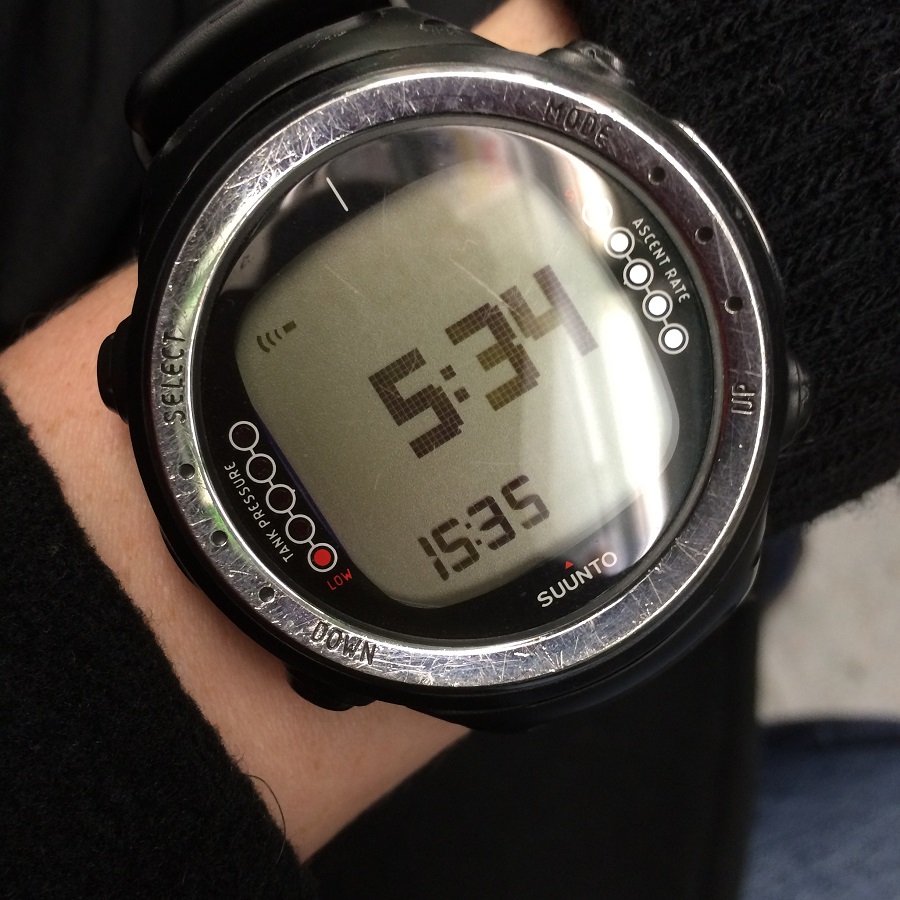 MODE
ASCENT RATE
SELECT
5:34
UP
TANK PRESSURE
LOW
15:35
SUUNTO
DOWN